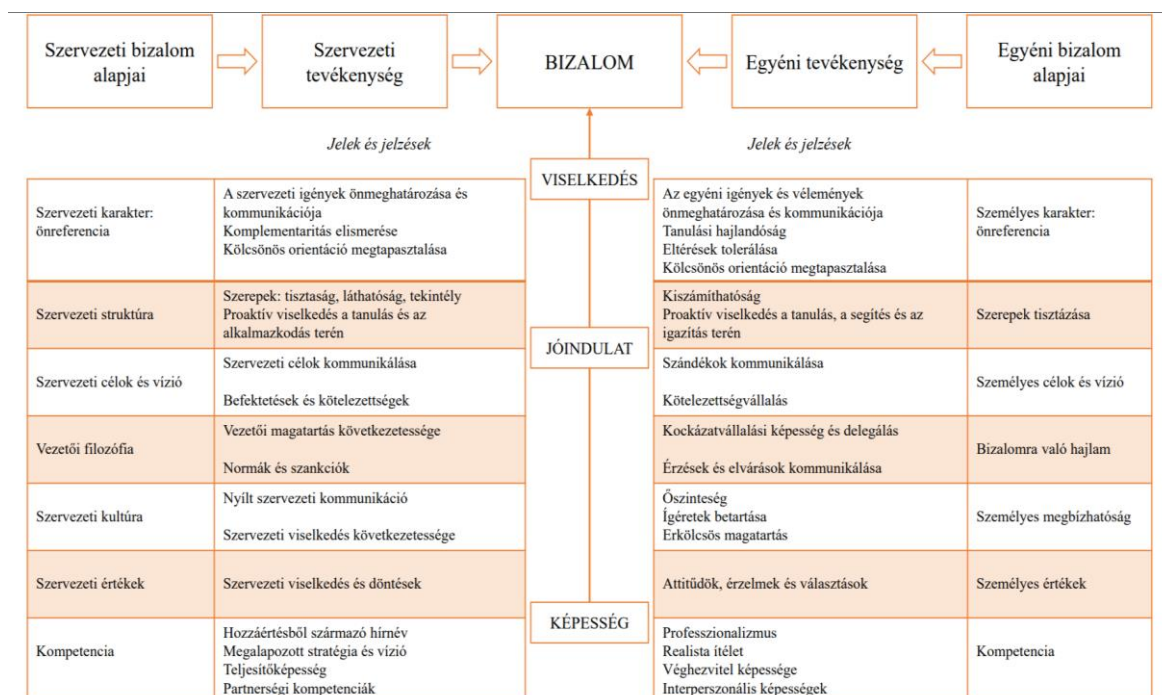 Szervezeti bizalom
alapjai
Szervezeti
tevékenység
BIZALOM
Egyéni tevékenység
Egyéni bizalom
alapjai
Jelek és jelzések
Jelek és jelzések
VISELKEDÉS
Szervezeti karakter:
önreferencia
A szervezeti igények önmeghatározása és
kommunikációja
Komplementaritás elismerése
Kölcsönös orientáció megtapasztalása
Az egyéni igények és vélemények
önmeghatározása és kommunikációja
Tanulási hajlandóság
Eltérések tolerálása
Kölcsönös orientáció megtapasztalása
Személyes karakter:
önreferencia
Szervezeti struktúra
Szerepek: tisztaság, láthatóság, tekintély
Proaktív viselkedés a tanulás és az
alkalmazkodás terén
Kiszámíthatóság
Proaktív viselkedés a tanulás, a segítés és az
igazítás terén
Szerepek tisztázása
JÓINDULAT
Szervezeti célok és vízió
Szervezeti célok kommunikálása
Befektetések és kötelezettségek
Szándékok kommunikálása
Kötelezettségvállalás
Személyes célok és vízió
Vezetői filozófia
Vezetői magatartás következetessége
Normák és szankciók
Kockázatvállalási képesség és delegálás
Érzések és elvárások kommunikálása
Bizalomra való hajlam
Szervezeti kultúra
Nyílt szervezeti kommunikáció
Szervezeti viselkedés következetessége
Őszinteség
Ígéretek betartása
Erkölcsös magatartás
Személyes megbízhatóság
Szervezeti értékek
Szervezeti viselkedés és döntések
Attitűdök, érzelmek és választások
Személyes értékek
KÉPESSÉG
Kompetencia
Hozzáértésből származó hírnév
Megalapozott stratégia és vízió
Teljesítőképesség
Partnerségi kompetenciák
Professzionalizmus
Realista ítélet
Véghezvitel képessége
Interperszonális képességek
Kompetencia